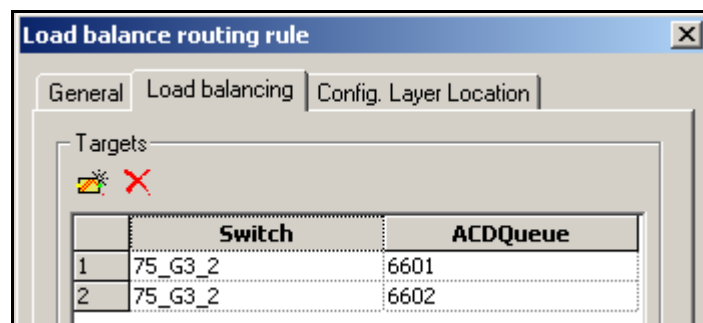 Load balance routing rule
General Load balancing Config. Layer Location
Targets
Switch ACDQueue
1 75_G3_2 6601
2 75_G3_2 6602